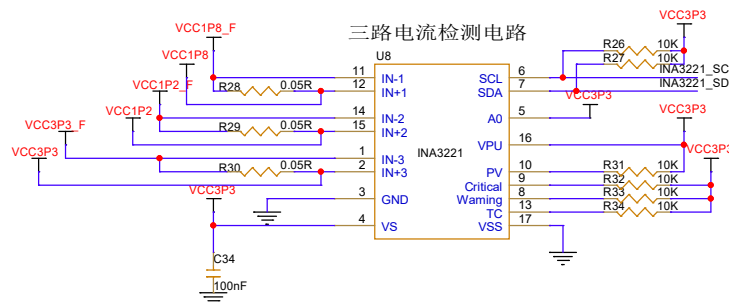 三路电流检测电路
VCC1P8_F
VCC1P8
VCC1P2_F
VCC1P2
VCC3P3_F
VCC3P3
U8
INA3221
R28 0.05R 11 IN-1
12 IN+1
14 IN-2
R29 0.05R 15 IN+2
1 IN-3
R30 0.05R 2 IN+3
3 GND
VCC3P3
4 VS
C34
100nF
VCC3P3
R26 10K
R27 10K
SCL 6 INA3221_SC
SDA 7 INA3221_SD
A0 5 VCC3P3
VPU 16 VCC3P3
PV 10 R31 10K VCC3P3
Critical 9 R32 10K
Waming 8 R33 10K
TC 13 R34 10K
VSS 17